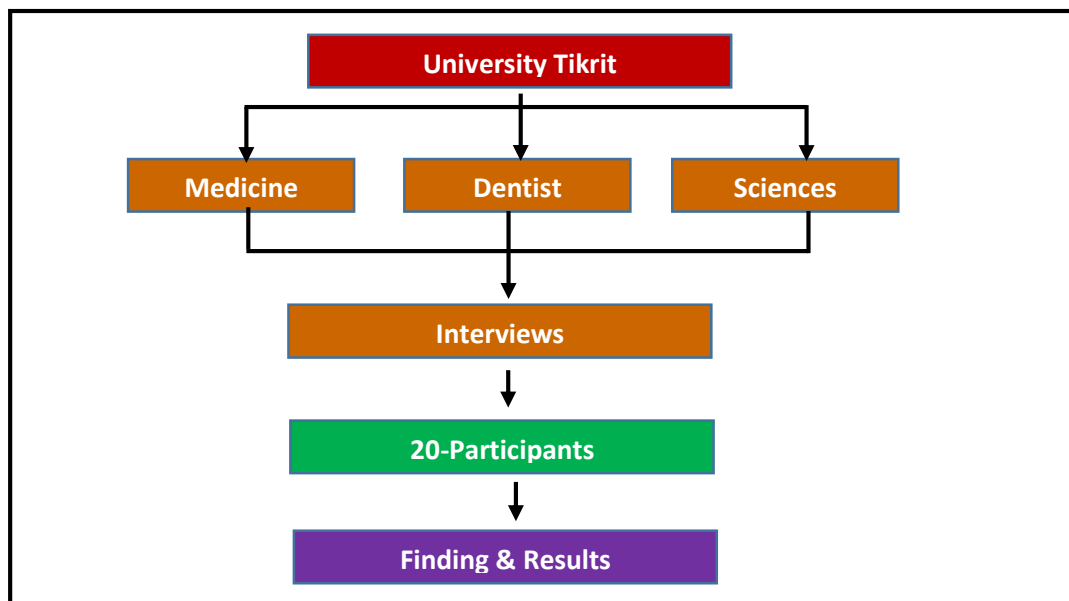 University Tikrit
Medicine
Dentist
Sciences
Interviews
20-Participants
Finding & Results